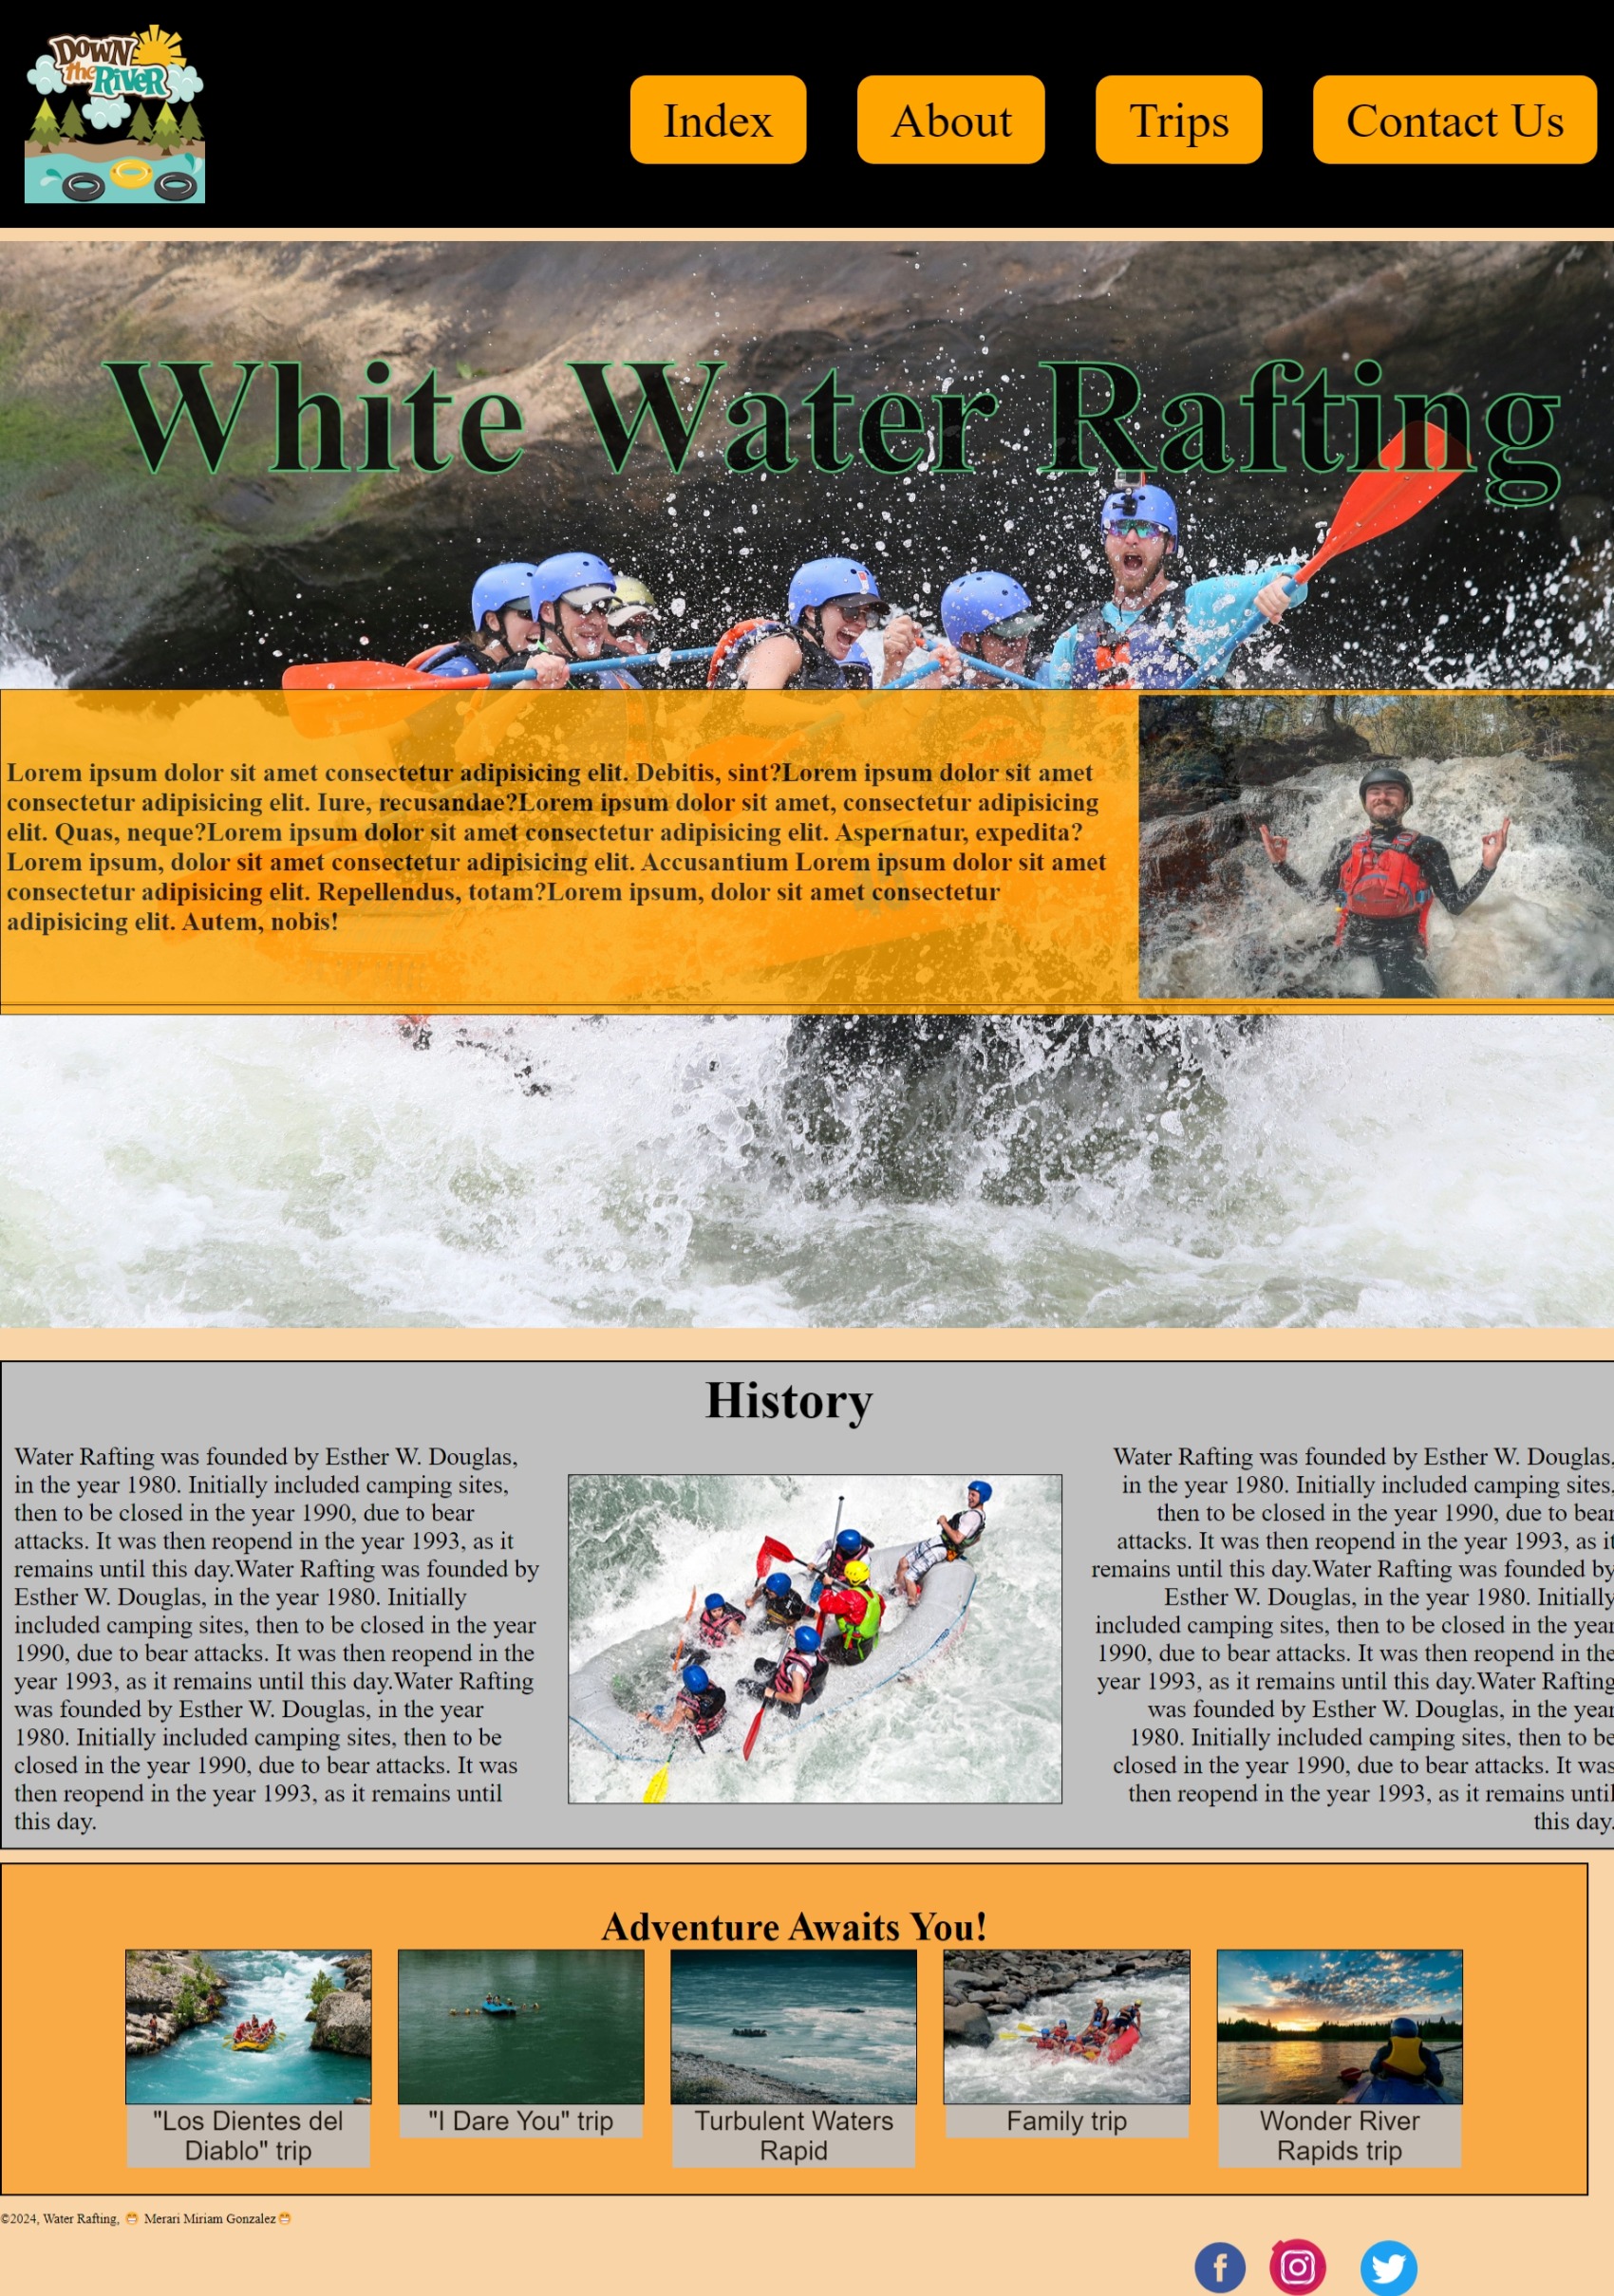 DOWN
the RiVeR
Index About Trips Contact Us
White Water Rafting
Lorem ipsum dolor sit amet consectetur adipisicing elit. Debitis, sint?Lorem ipsum dolor sit amet
consectetur adipisicing elit. Iure, recusandae?Lorem ipsum dolor sit amet, consectetur adipisicing
elit. Quas, neque?Lorem ipsum dolor sit amet consectetur adipisicing elit. Aspernatur, expedita?
Lorem ipsum, dolor sit amet consectetur adipisicing elit. Accusantium Lorem ipsum dolor sit amet
consectetur adipisicing elit. Repellendus, totam?Lorem ipsum, dolor sit amet consectetur
adipisicing elit. Autem, nobis!
History
Water Rafting was founded by Esther W. Douglas,
in the year 1980. Initially included camping sites,
then to be closed in the year 1990, due to bear
attacks. It was then reopend in the year 1993, as it
remains until this day.Water Rafting was founded by
Esther W. Douglas, in the year 1980. Initially
included camping sites, then to be closed in the year
1990, due to bear attacks. It was then reopend in the
year 1993, as it remains until this day.Water Rafting
was founded by Esther W. Douglas, in the year
1980. Initially included camping sites, then to be
closed in the year 1990, due to bear attacks. It was
then reopend in the year 1993, as it remains until
this day.
Water Rafting was founded by Esther W. Douglas,
in the year 1980. Initially included camping sites,
then to be closed in the year 1990, due to bear
attacks. It was then reopend in the year 1993, as it
remains until this day.Water Rafting was founded by
Esther W. Douglas, in the year 1980. Initially
included camping sites, then to be closed in the year
1990, due to bear attacks. It was then reopend in the
year 1993, as it remains until this day.Water Rafting
was founded by Esther W. Douglas, in the year
1980. Initially included camping sites, then to be
closed in the year 1990, due to bear attacks. It was
then reopend in the year 1993, as it remains until
this day.
Adventure Awaits You!
"Los Dientes del
Diablo" trip
"I Dare You" trip
Turbulent Waters
Rapid
Family trip
Wonder River
Rapids trip
©2024, Water Rafting, 😁 Merari Miriam Gonzalez😁